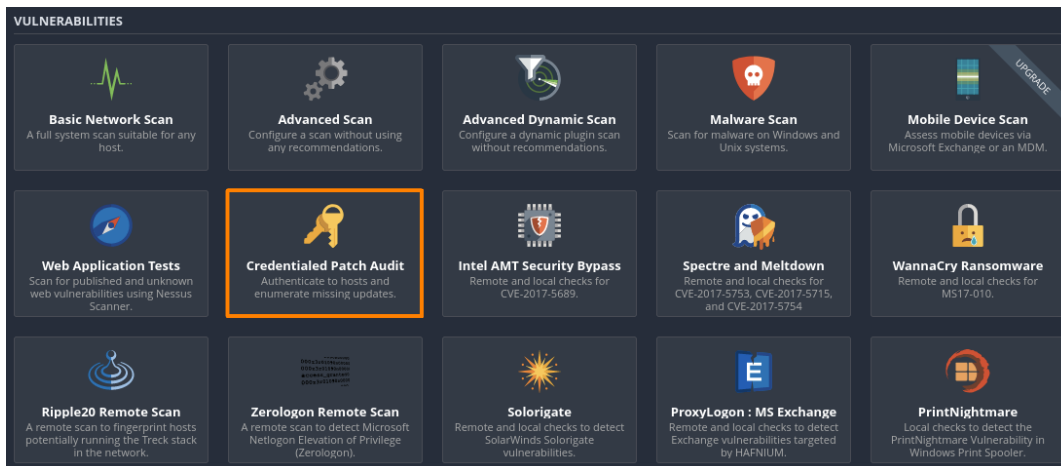 VULNERABILITIES
Basic Network Scan
A full system scan suitable for any
host.
Advanced Scan
Configure a scan without using
any recommendations.
Advanced Dynamic Scan
Configure a dynamic plugin scan
without recommendations.
Malware Scan
Scan for malware on Windows and
Unix systems.
UPGRADE
Mobile Device Scan
Assess mobile devices via
Microsoft Exchange or an MDM.
Web Application Tests
Scan for published and unknown
web vulnerabilities using Nessus
Scanner.
Credentialed Patch Audit
Authenticate to hosts and
enumerate missing updates.
Intel AMT Security Bypass
Remote and local checks for
CVE-2017-5689.
Spectre and Meltdown
Remote and local checks for
CVE-2017-5753, CVE-2017-5715,
and CVE-2017-5754
WannaCry Ransomware
Remote and local checks for
MS17-010.
Ripple20 Remote Scan
A remote scan to fingerprint hosts
potentially running the Treck stack
in the network.
Zerologon Remote Scan
A remote scan to detect Microsoft
Netlogon Elevation of Privilege
(Zerologon).
Solorigate
Remote and local checks to detect
SolarWinds Solorigate
vulnerabilities.
E
ProxyLogon : MS Exchange
Remote and local checks to detect
Exchange vulnerabilities targeted
by HAFNIUM.
PrintNightmare
Local checks to detect the
PrintNightmare Vulnerability in
Windows Print Spooler.